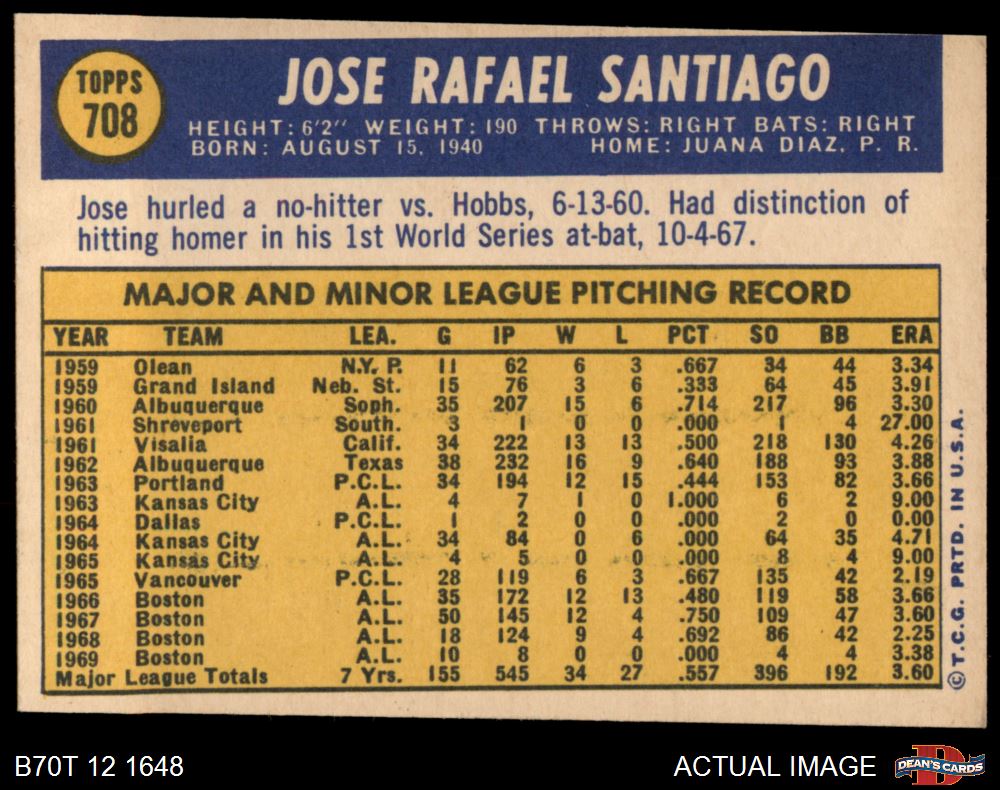 TOPPS
708
JOSE RAFAEL SANTIAGO
HEIGHT: 6'2" WEIGHT: 190 THROWS: RIGHT BATS: RIGHT
BORN: AUGUST 15, 1940 HOME: JUANA DIAZ, P. R.
Jose hurled a no-hitter vs. Hobbs, 6-13-60. Had distinction of
hitting homer in his 1st World Series at-bat, 10-4-67.
MAJOR AND MINOR LEAGUE PITCHING RECORD
YEAR TEAM LEA. G IP W L PCT SO BB ERA
1959 Olean N.Y. P. 11 62 6 3 .667 34 44 3.34
1959 Grand Island Neb. St. 15 76 3 6 .333 64 45 3.91
1960 Albuquerque Soph. 35 207 15 6 .714 217 96 3.30
1961 Shreveport South. 3 1 0 0 .000 1 4 27.00
1961 Visalia Calif. 34 222 13 13 .500 218 130 4.26
1962 Albuquerque Texas 38 232 16 9 .640 188 93 3.88
1963 Portland P.C.L. 34 194 12 15 .444 153 82 3.66
1963 Kansas City A.L. 4 7 1 0 1.000 6 2 9.00
1964 Dallas P.C.L. 1 2 0 0 .000 2 0 0.00
1964 Kansas City A.L. 34 84 0 6 .000 64 35 4.71
1965 Kansas City A.L. 4 5 0 0 .000 8 4 9.00
1965 Vancouver P.C.L. 28 119 6 3 .667 135 42 2.19
1966 Boston A.L. 35 172 12 13 .480 119 58 3.66
1967 Boston A.L. 50 145 12 4 .750 109 47 3.60
1968 Boston A.L. 18 124 9 4 .692 86 42 2.25
1969 Boston A.L. 10 8 0 0 .000 4 4 3.38
Major League Totals 7 Yrs. 155 545 34 27 .557 396 192 3.60
©T.C.G. PRTD. IN U.S.A.
B70T 12 1648
ACTUAL IMAGE
D
DEAN'S CARDS